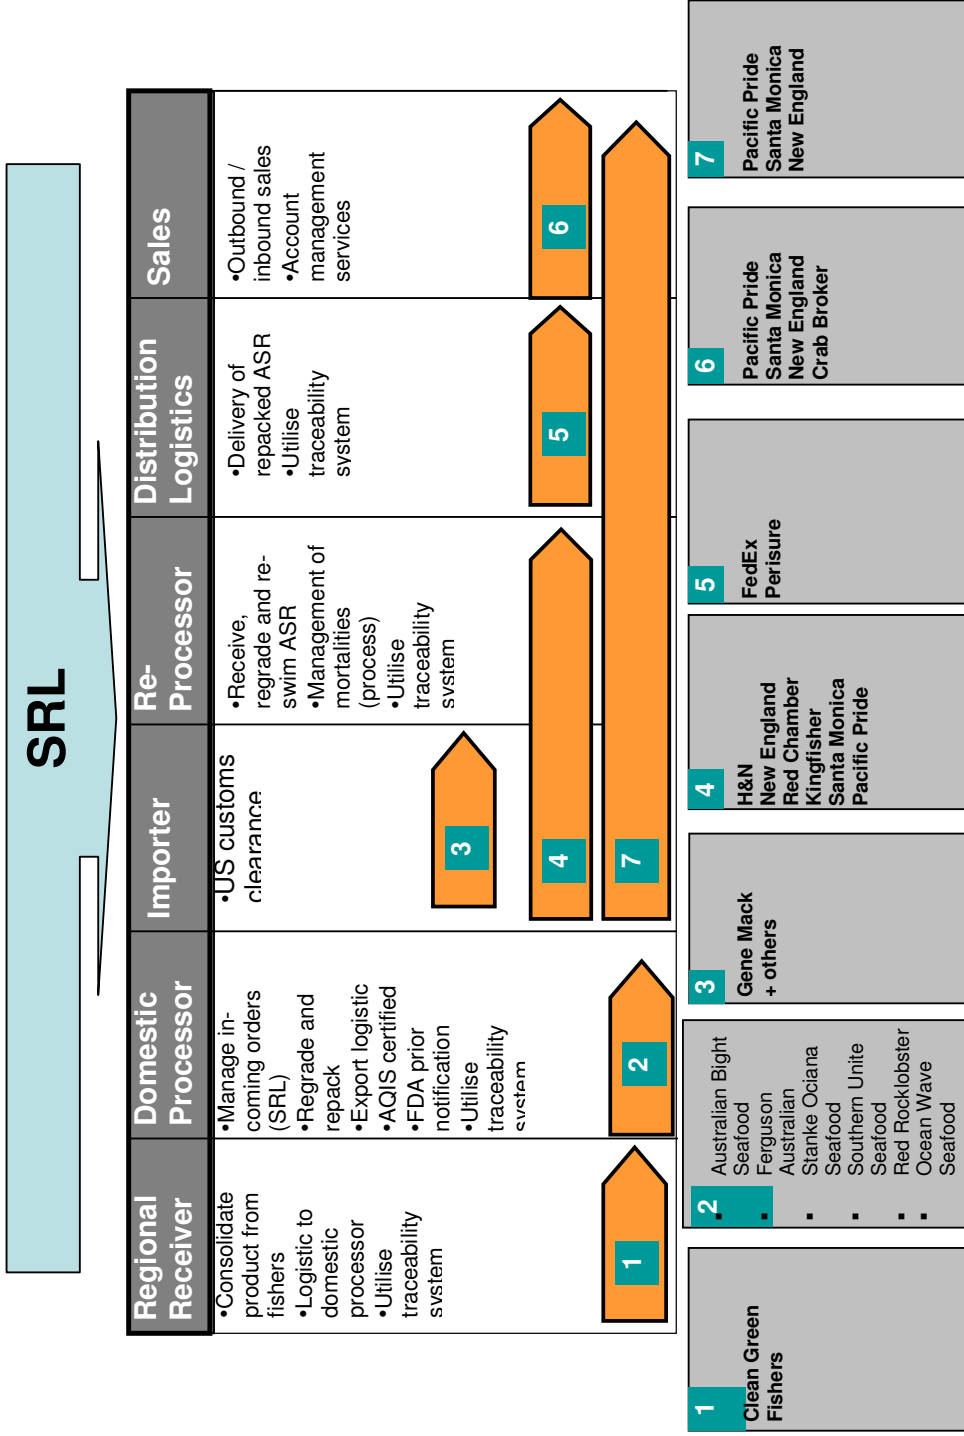 SRL
Regional
Receiver
Domestic
Processor
Importer
Re-
Processor
Distribution
Logistics
Sales
•Consolidate
product from
fishers
•Logistic to
domestic
processor
•Utilise
traceability
system
•Manage in-
coming orders
(SRL)
•Regrade and
repack
•Export logistic
•AQIS certified
•FDA prior
notification
•Utilise
traceability
system
•US customs
clearance
•Receive,
regrade and re-
swim ASR
•Management of
mortalities
(process)
•Utilise
traceability
system
•Delivery of
repacked ASR
•Utilise
traceability
system
•Outbound /
inbound sales
•Account
management
services
1
2
3
4
5
6
7
1
Clean Green
Fishers
2
▪ Australian Bight
Seafood
▪ Ferguson
Australian
▪ Stanke Ociana
Seafood
▪ Southern Unite
Seafood
▪ Red Rocklobster
▪ Ocean Wave
Seafood
3
Gene Mack
+ others
4
H&N
New England
Red Chamber
Kingfisher
Santa Monica
Pacific Pride
5
FedEx
Perisure
6
Pacific Pride
Santa Monica
New England
Crab Broker
7
Pacific Pride
Santa Monica
New England